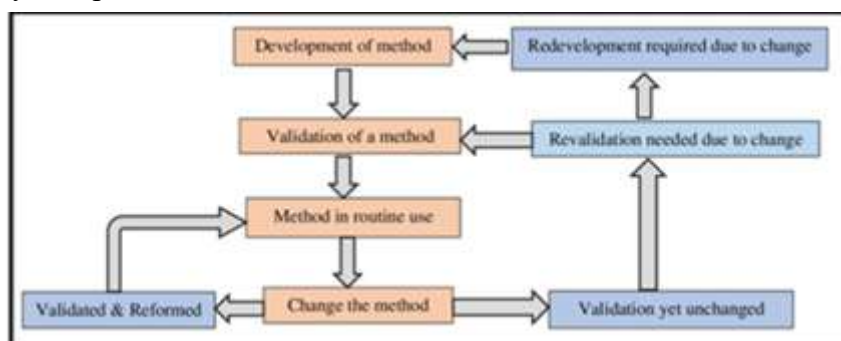 Development of method
Redevelopment required due to change
Validation of a method
Revalidation needed due to change
Method in routine use
Validated & Reformed
Change the method
Validation yet unchanged